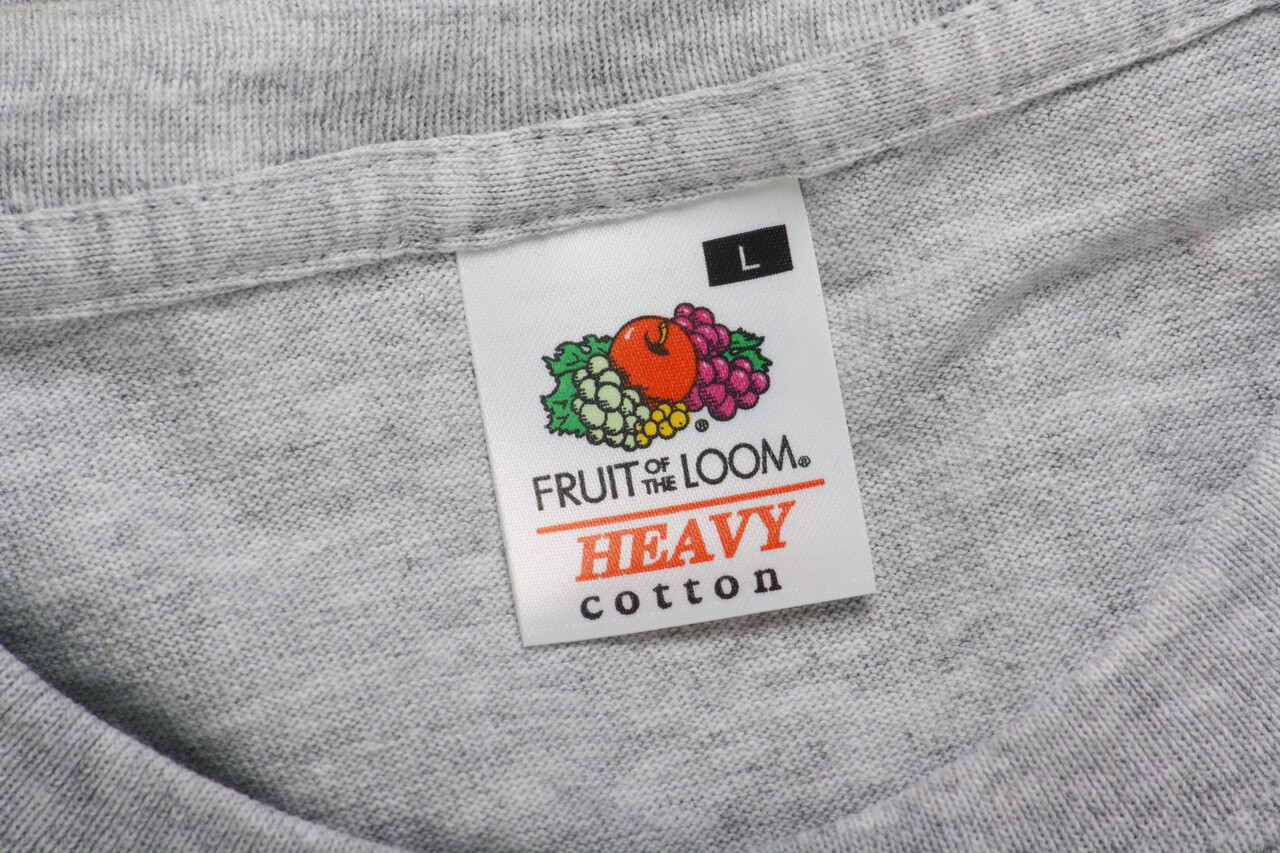 L
®
FRUIT OF THE LOOM®
HEAVY
cotton